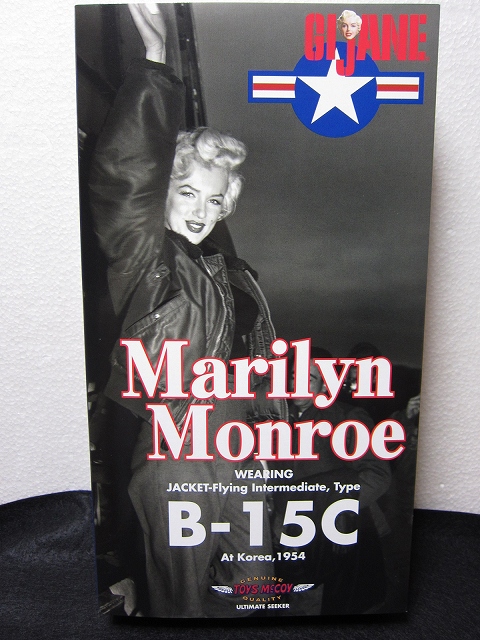 GI JANE
Marilyn
Monroe
WEARING
JACKET-Flying Intermediate, Type
B-15C
At Korea,1954
GENUINE
TOYS McCOY
QUALITY
ULTIMATE SEEKER